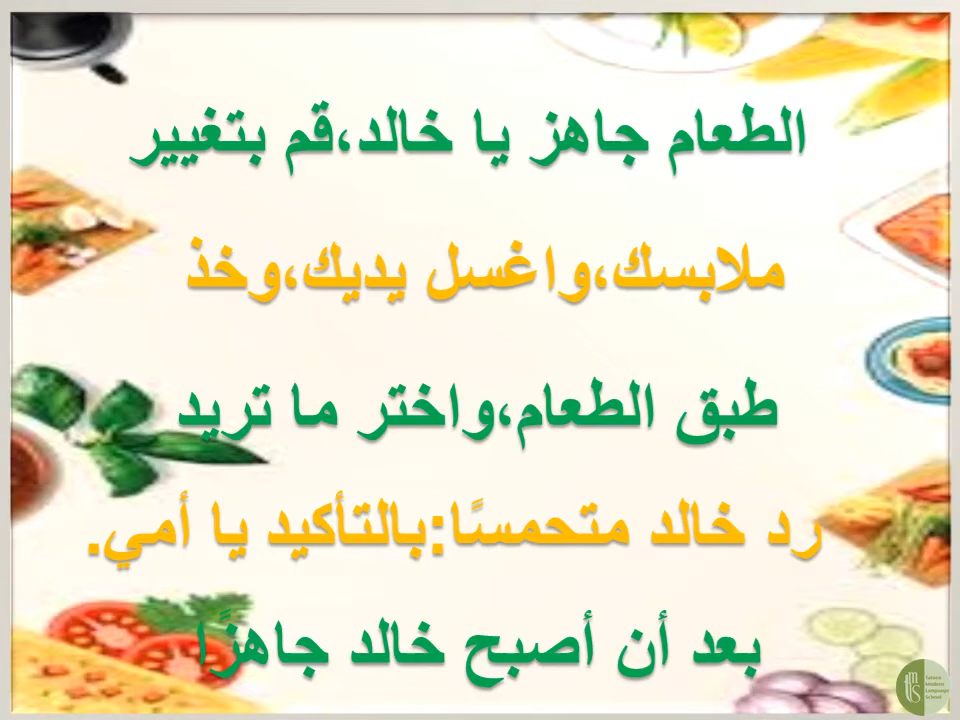 الطعام جاهز يا خالد،قم بتغيير
ملابسك،واغسل يديك،وخذ
طبق الطعام،واختر ما تريد
رد خالد متحمسًا:بالتأكيد يا أمي.
بعد أن أصبح خالد جاهزًا